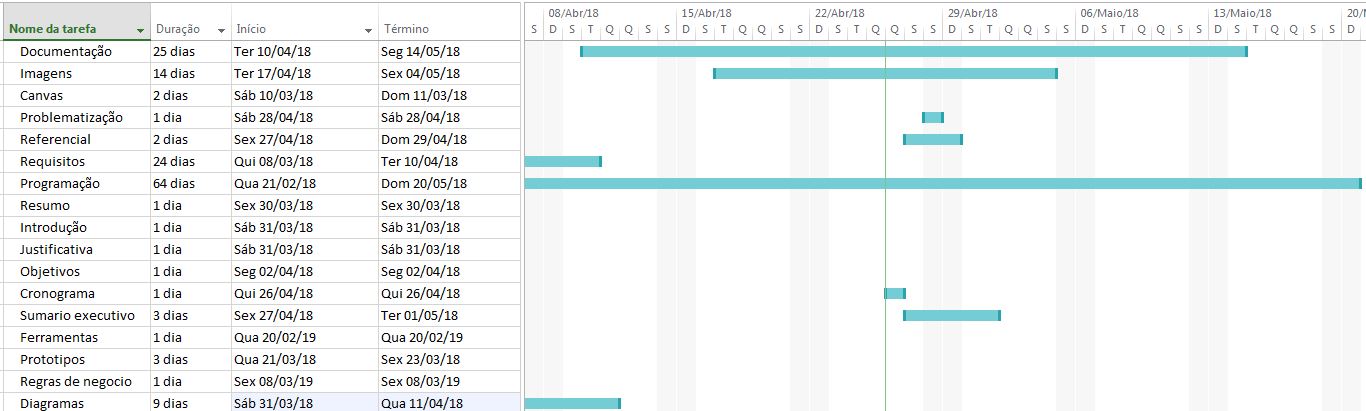 08/Abr/18 15/Abr/18 22/Abr/18 29/Abr/18 06/Maio/18 13/Maio/18 20/
Nome da tarefa Duração Início Término S D S T Q Q S S D S T Q Q S S D S T Q Q S S D S T Q Q S S D S T Q Q S S D S T Q Q S S D
Documentação 25 dias Ter 10/04/18 Seg 14/05/18
Imagens 14 dias Ter 17/04/18 Sex 04/05/18
Canvas 2 dias Sáb 10/03/18 Dom 11/03/18
Problematização 1 dia Sáb 28/04/18 Sáb 28/04/18
Referencial 2 dias Sex 27/04/18 Dom 29/04/18
Requisitos 24 dias Qui 08/03/18 Ter 10/04/18
Programação 64 dias Qua 21/02/18 Dom 20/05/18
Resumo 1 dia Sex 30/03/18 Sex 30/03/18
Introdução 1 dia Sáb 31/03/18 Sáb 31/03/18
Justificativa 1 dia Sáb 31/03/18 Sáb 31/03/18
Objetivos 1 dia Seg 02/04/18 Seg 02/04/18
Cronograma 1 dia Qui 26/04/18 Qui 26/04/18
Sumario executivo 3 dias Sex 27/04/18 Ter 01/05/18
Ferramentas 1 dia Qua 20/02/19 Qua 20/02/19
Prototipos 3 dias Qua 21/03/18 Sex 23/03/18
Regras de negocio 1 dia Sex 08/03/19 Sex 08/03/19
Diagramas 9 dias Sáb 31/03/18 Qua 11/04/18